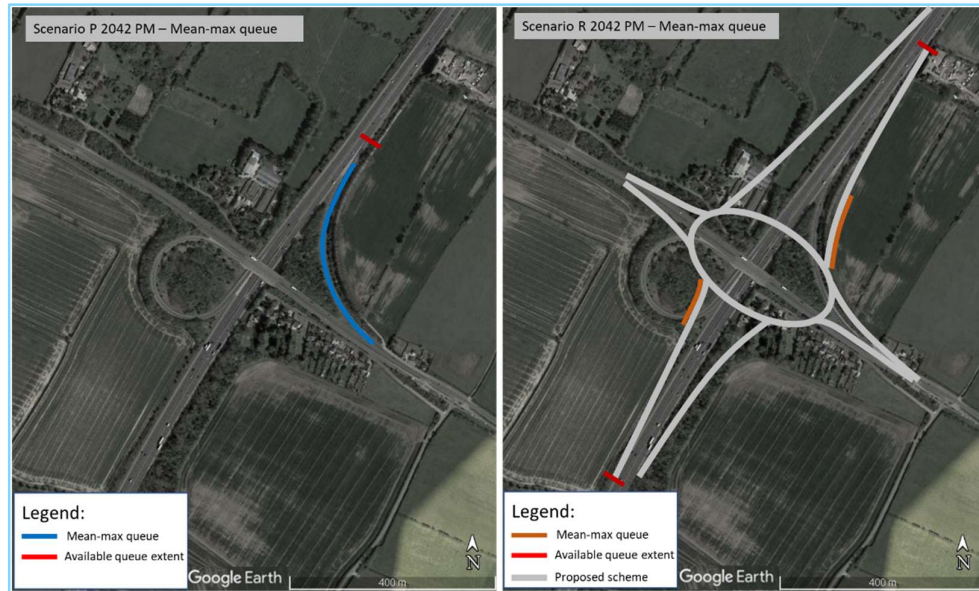 Scenario P 2042 PM – Mean-max queue
Legend:
Mean-max queue
Available queue extent
Google Earth
400 m
N
Scenario R 2042 PM – Mean-max queue
Legend:
Mean-max queue
Available queue extent
Proposed scheme
Google Earth
400 m
N